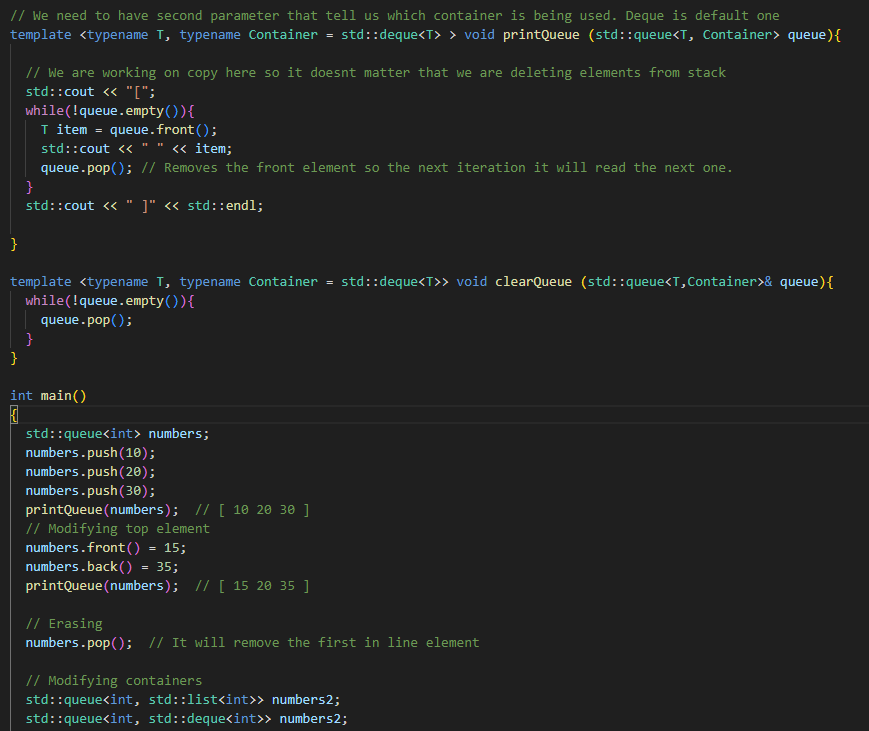 // We need to have second parameter that tell us which container is being used. Deque is default one
template <typename T, typename Container = std::deque<T> > void printQueue (std::queue<T, Container> queue){
// We are working on copy here so it doesnt matter that we are deleting elements from stack
std::cout << "[";
while(!queue.empty()){
T item = queue.front();
std::cout << " " << item;
queue.pop(); // Removes the front element so the next iteration it will read the next one.
}
std::cout << " ]" << std::endl;
}
template <typename T, typename Container = std::deque<T>> void clearQueue (std::queue<T,Container>& queue){
while(!queue.empty()){
queue.pop();
}
}
int main()
{
std::queue<int> numbers;
numbers.push(10);
numbers.push(20);
numbers.push(30);
printQueue(numbers);  // [ 10 20 30 ]
// Modifying top element
numbers.front() = 15;
numbers.back() = 35;
printQueue(numbers);  // [ 15 20 35 ]
// Erasing
numbers.pop();  // It will remove the first in line element
// Modifying containers
std::queue<int, std::list<int>> numbers2;
std::queue<int, std::deque<int>> numbers2;